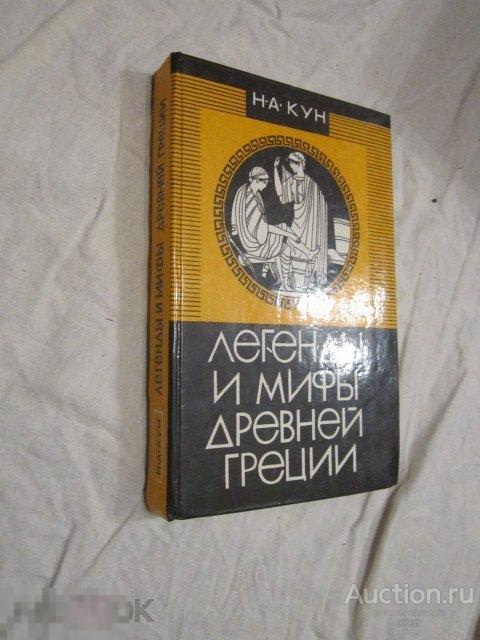 Н·А·КУН
ЛЕГЕНДЫ
И МИФЫ
ДРЕВНЕЙ
ГРЕЦИИ
Н·А·КУН ЛЕГЕНДЫ И МИФЫ ДРЕВНЕЙ ГРЕЦИИ
Auction.ru